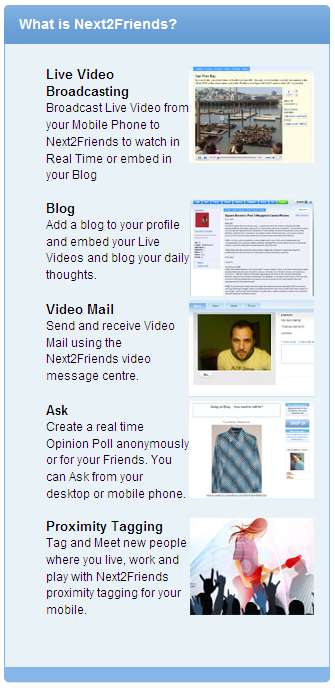 What is Next2Friends?
Live Video
Broadcasting
Broadcast Live Video from
your Mobile Phone to
Next2Friends to watch in
Real Time or embed in
your Blog
Blog
Add a blog to your profile
and embed your Live
Videos and blog your daily
thoughts.
Video Mail
Send and receive Video
Mail using the
Next2Friends video
message centre.
Ask
Create a real time
Opinion Poll anonymously
or for your Friends. You
can Ask from your
desktop or mobile phone.
Proximity Tagging
Tag and Meet new people
where you live, work and
play with Next2Friends
proximity tagging for your
mobile.